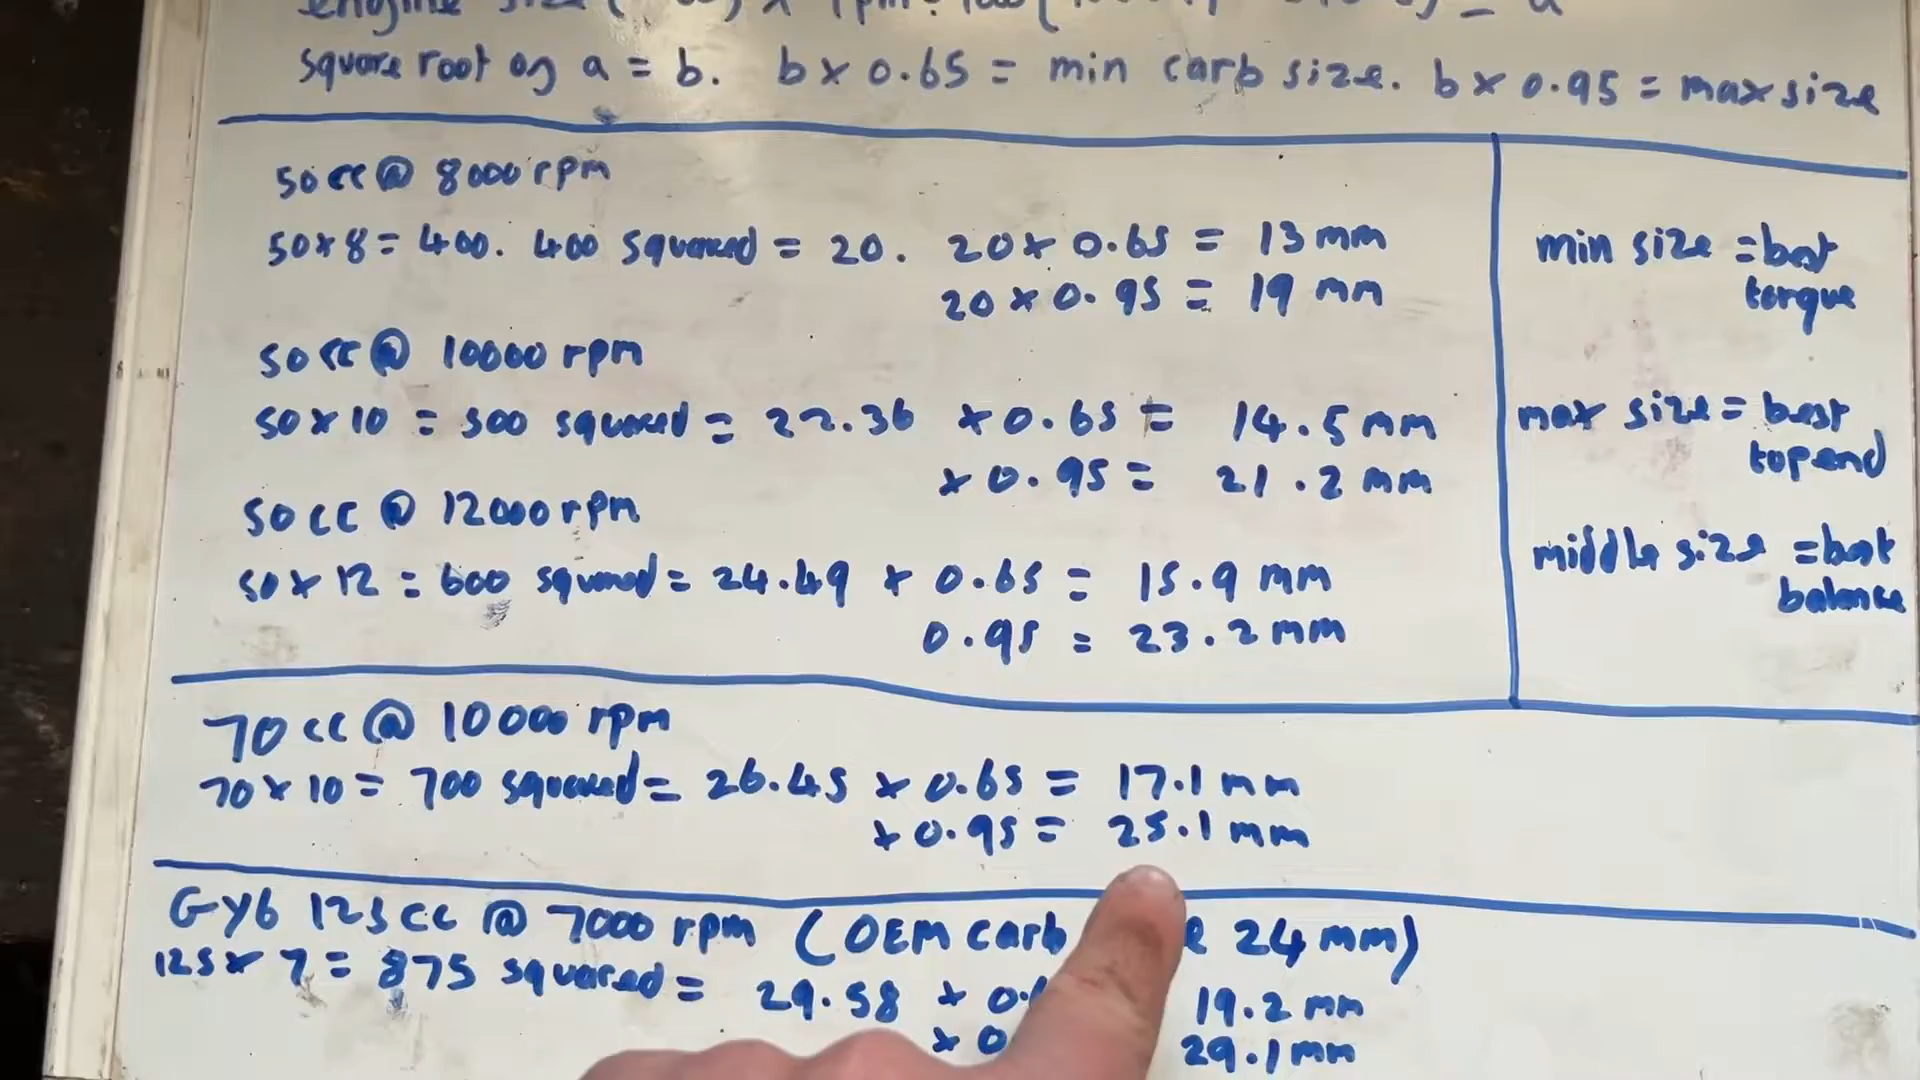 engine size
square root of a = b. b x 0.65 = min carb size. b x 0.95 = max size
50cc @ 8000 rpm
50 x 8 = 400. 400 squared = 20. 20 x 0.65 = 13 mm
20 x 0.95 = 19 mm
50cc @ 10000 rpm
50 x 10 = 500 squared = 22.36 x 0.65 = 14.5 mm
x 0.95 = 21.2 mm
50cc @ 12000 rpm
50 x 12 = 600 squared = 24.49 x 0.65 = 15.9 mm
0.95 = 23.2 mm
min size = best
torque
max size = best
top end
middle size = best
balance
70cc @ 10000 rpm
70 x 10 = 700 squared = 26.45 x 0.65 = 17.1 mm
x 0.95 = 25.1 mm
GY6 125cc @ 7000 rpm (OEM carb 24 mm)
125 x 7 = 875 squared = 29.58 x 19.2 mm
x 29.1 mm